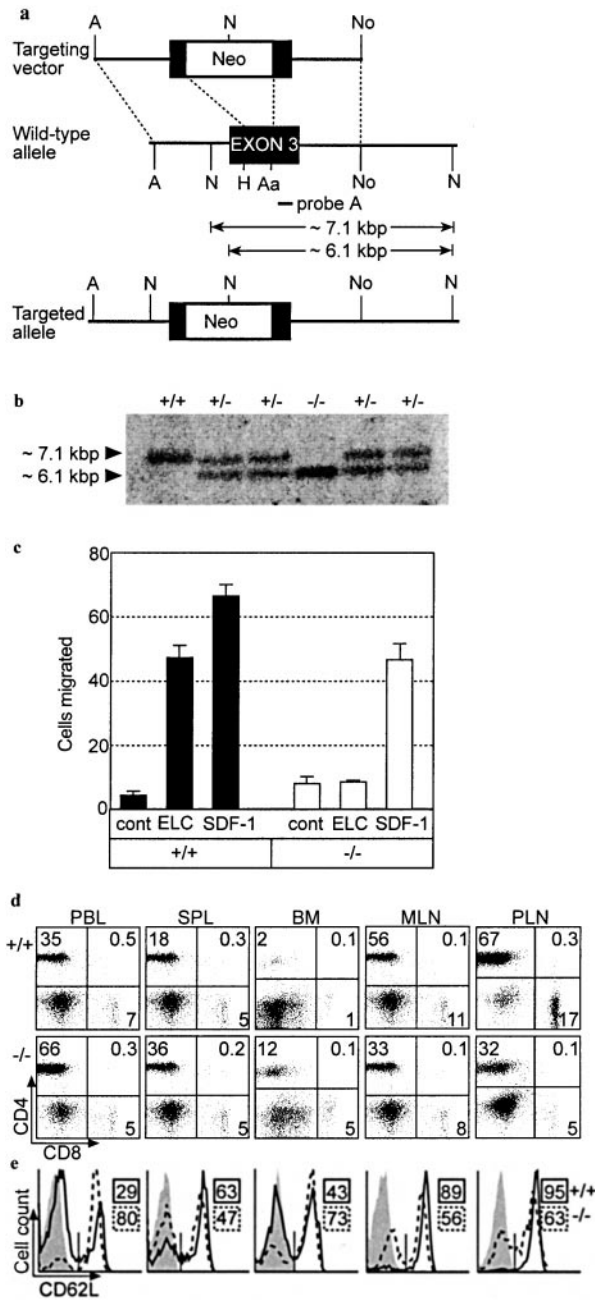 a
A N No
Targeting
vector
Neo
Wild-type
allele
EXON 3
A N H Aa No N
probe A
~ 7.1 kbp
~ 6.1 kbp
A N N No N
Targeted
allele
Neo
b
+/+ +/- +/- -/- +/- +/-
~ 7.1 kbp
~ 6.1 kbp
c
80
60
40
20
0
Cells migrated
cont ELC SDF-1 cont ELC SDF-1
+/+ -/-
d
PBL SPL BM MLN PLN
+/+
35 0.5 18 0.3 2 0.1 56 0.1 67 0.3
7 5 1 11 17
-/-
66 0.3 36 0.2 12 0.1 33 0.1 32 0.1
5 5 5 8 5
CD4
CD8
e
29 63 43 89 95 +/+
80 47 73 56 63 -/-
Cell count
CD62L